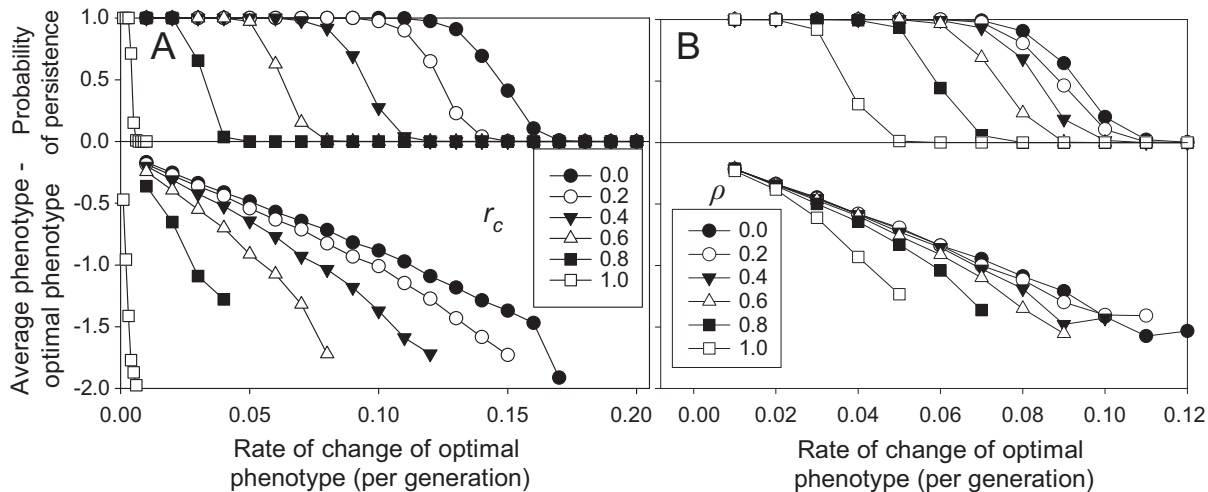 Probability
of persistence
1.0
0.5
0.0
A
B
Average phenotype -
optimal phenotype
-0.5
-1.0
-1.5
-2.0
r_c
0.0
0.2
0.4
0.6
0.8
1.0
ρ
0.0
0.2
0.4
0.6
0.8
1.0
0.00 0.05 0.10 0.15 0.20
0.00 0.02 0.04 0.06 0.08 0.10 0.12
Rate of change of optimal
phenotype (per generation)
Rate of change of optimal
phenotype (per generation)